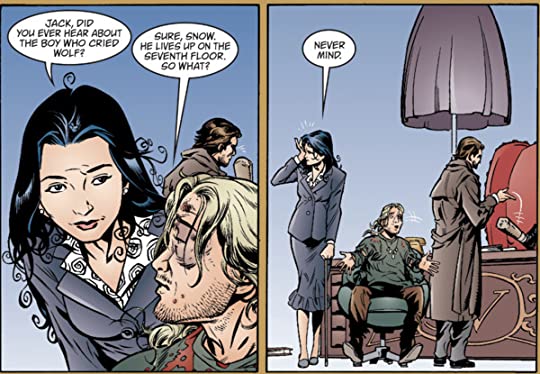 JACK, DID
YOU EVER HEAR ABOUT
THE BOY WHO CRIED
WOLF?
SURE, SNOW.
HE LIVES UP ON THE
SEVENTH FLOOR.
SO WHAT?
NEVER
MIND.